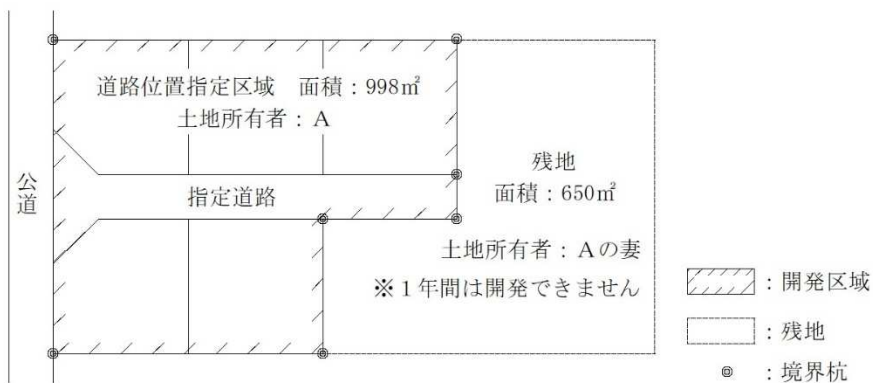 道路位置指定区域　面積：998㎡
土地所有者：A
公道
指定道路
残地
面積：650㎡
土地所有者：Aの妻
※１年間は開発できません
：開発区域
：残地
：境界杭